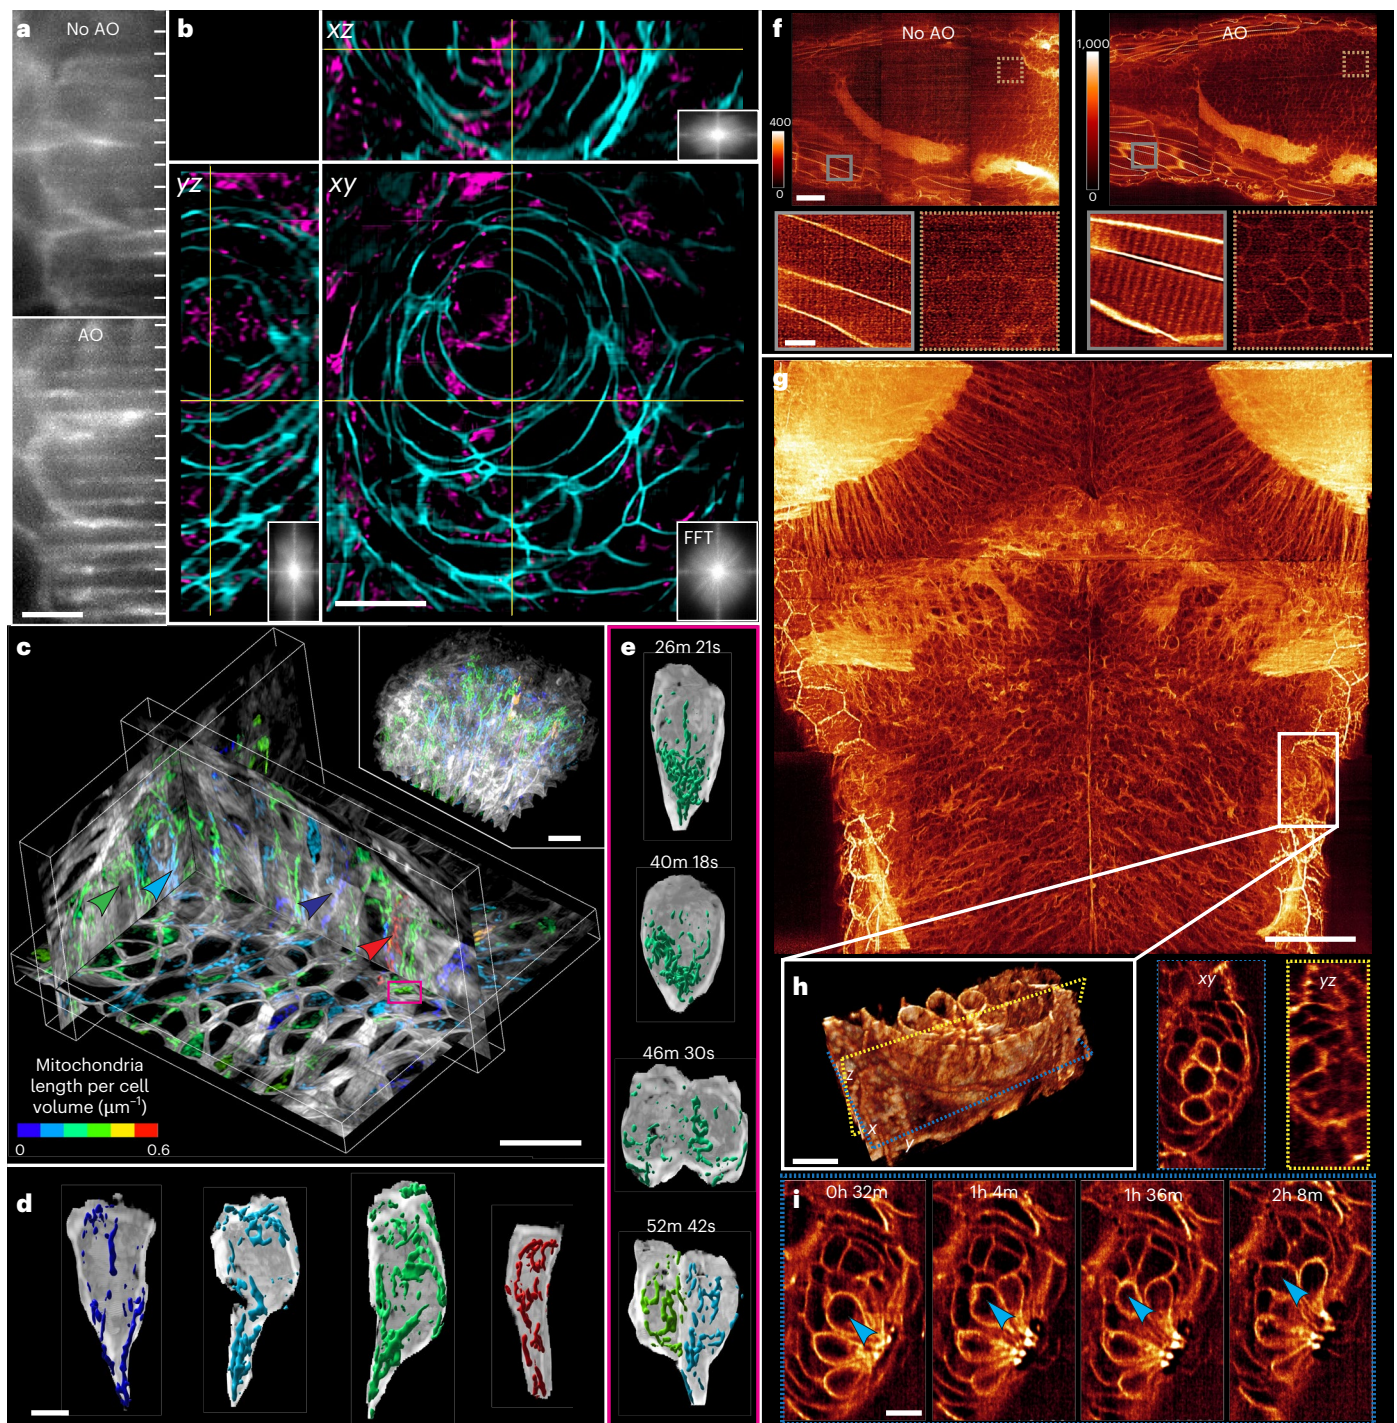 a
No AO
AO
b
xz
yz
xy
FFT
c
Mitochondria
length per cell
volume (μm⁻¹)
0
0.6
d
e
26m 21s
40m 18s
46m 30s
52m 42s
f
No AO
400
0
AO
1,000
0
g
h
z
x
y
xy
yz
i
0h 32m
1h 4m
1h 36m
2h 8m